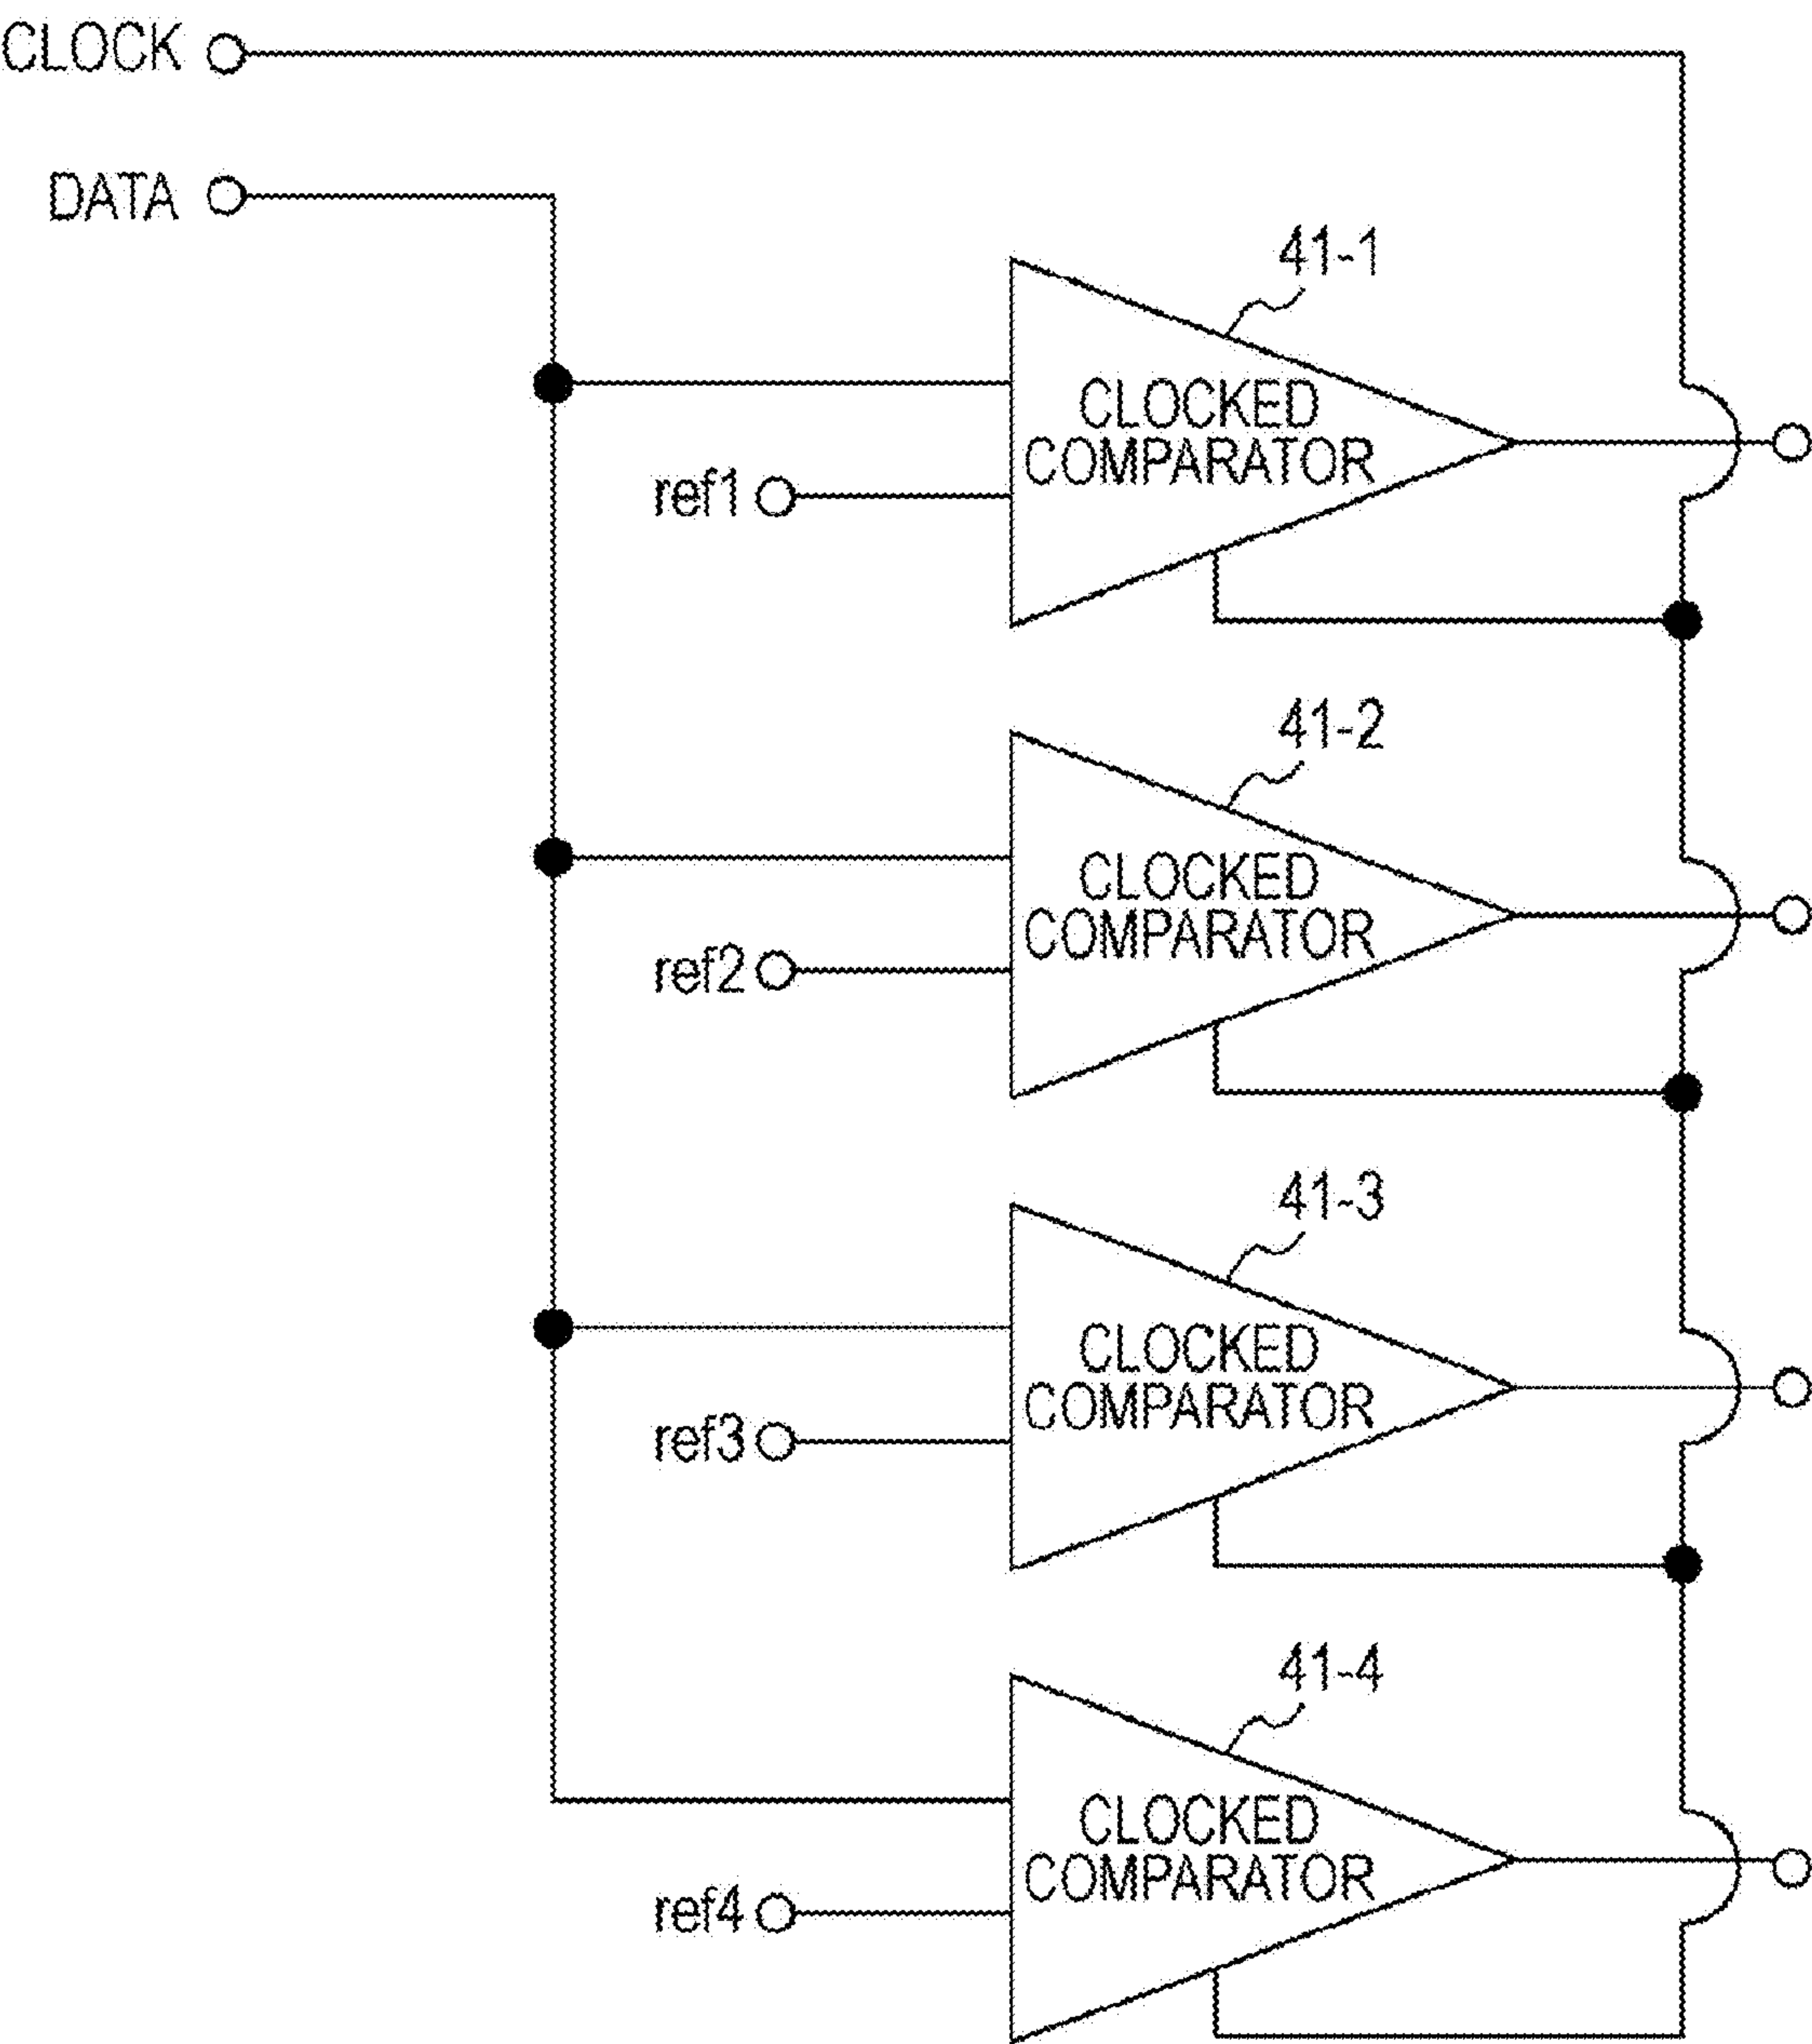 CLOCK
DATA
41-1
CLOCKED
COMPARATOR
ref1
41-2
CLOCKED
COMPARATOR
ref2
41-3
CLOCKED
COMPARATOR
ref3
41-4
CLOCKED
COMPARATOR
ref4